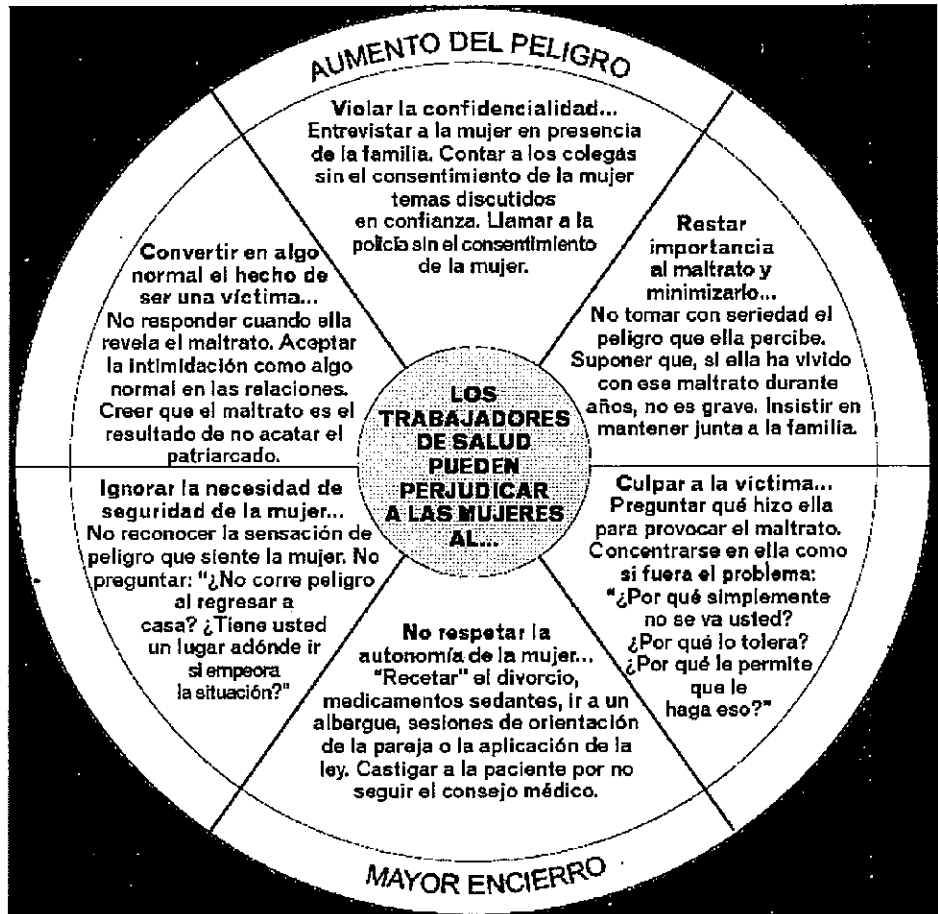 AUMENTO DEL PELIGRO
Violar la confidencialidad...
Entrevistar a la mujer en presencia
de la familia. Contar a los colegas
sin el consentimiento de la mujer
temas discutidos
en confianza. Llamar a la
policía sin el consentimiento
de la mujer.
Restar
importancia
al maltrato y
minimizarlo...
No tomar con seriedad el
peligro que ella percibe.
Suponer que, si ella ha vivido
con ese maltrato durante
años, no es grave. Insistir en
mantener junta a la familia.
Culpar a la víctima...
Preguntar qué hizo ella
para provocar el maltrato.
Concentrarse en ella como
si fuera el problema:
"¿Por qué simplemente
no se va usted?
¿Por qué lo tolera?
¿Por qué le permite
que le
haga eso?"
No respetar la
autonomía de la mujer...
"Recetar" el divorcio,
medicamentos sedantes, ir a un
albergue, sesiones de orientación
de la pareja o la aplicación de la
ley. Castigar a la paciente por no
seguir el consejo médico.
Ignorar la necesidad de
seguridad de la mujer...
No reconocer la sensación de
peligro que siente la mujer. No
preguntar: "¿No corre peligro
al regresar a
casa? ¿Tiene usted
un lugar adónde ir
si empeora
la situación?"
Convertir en algo
normal el hecho de
ser una víctima...
No responder cuando ella
revela el maltrato. Aceptar
la intimidación como algo
normal en las relaciones.
Creer que el maltrato es el
resultado de no acatar el
patriarcado.
LOS
TRABAJADORES
DE SALUD
PUEDEN
PERJUDICAR
A LAS MUJERES
AL...
MAYOR ENCIERRO